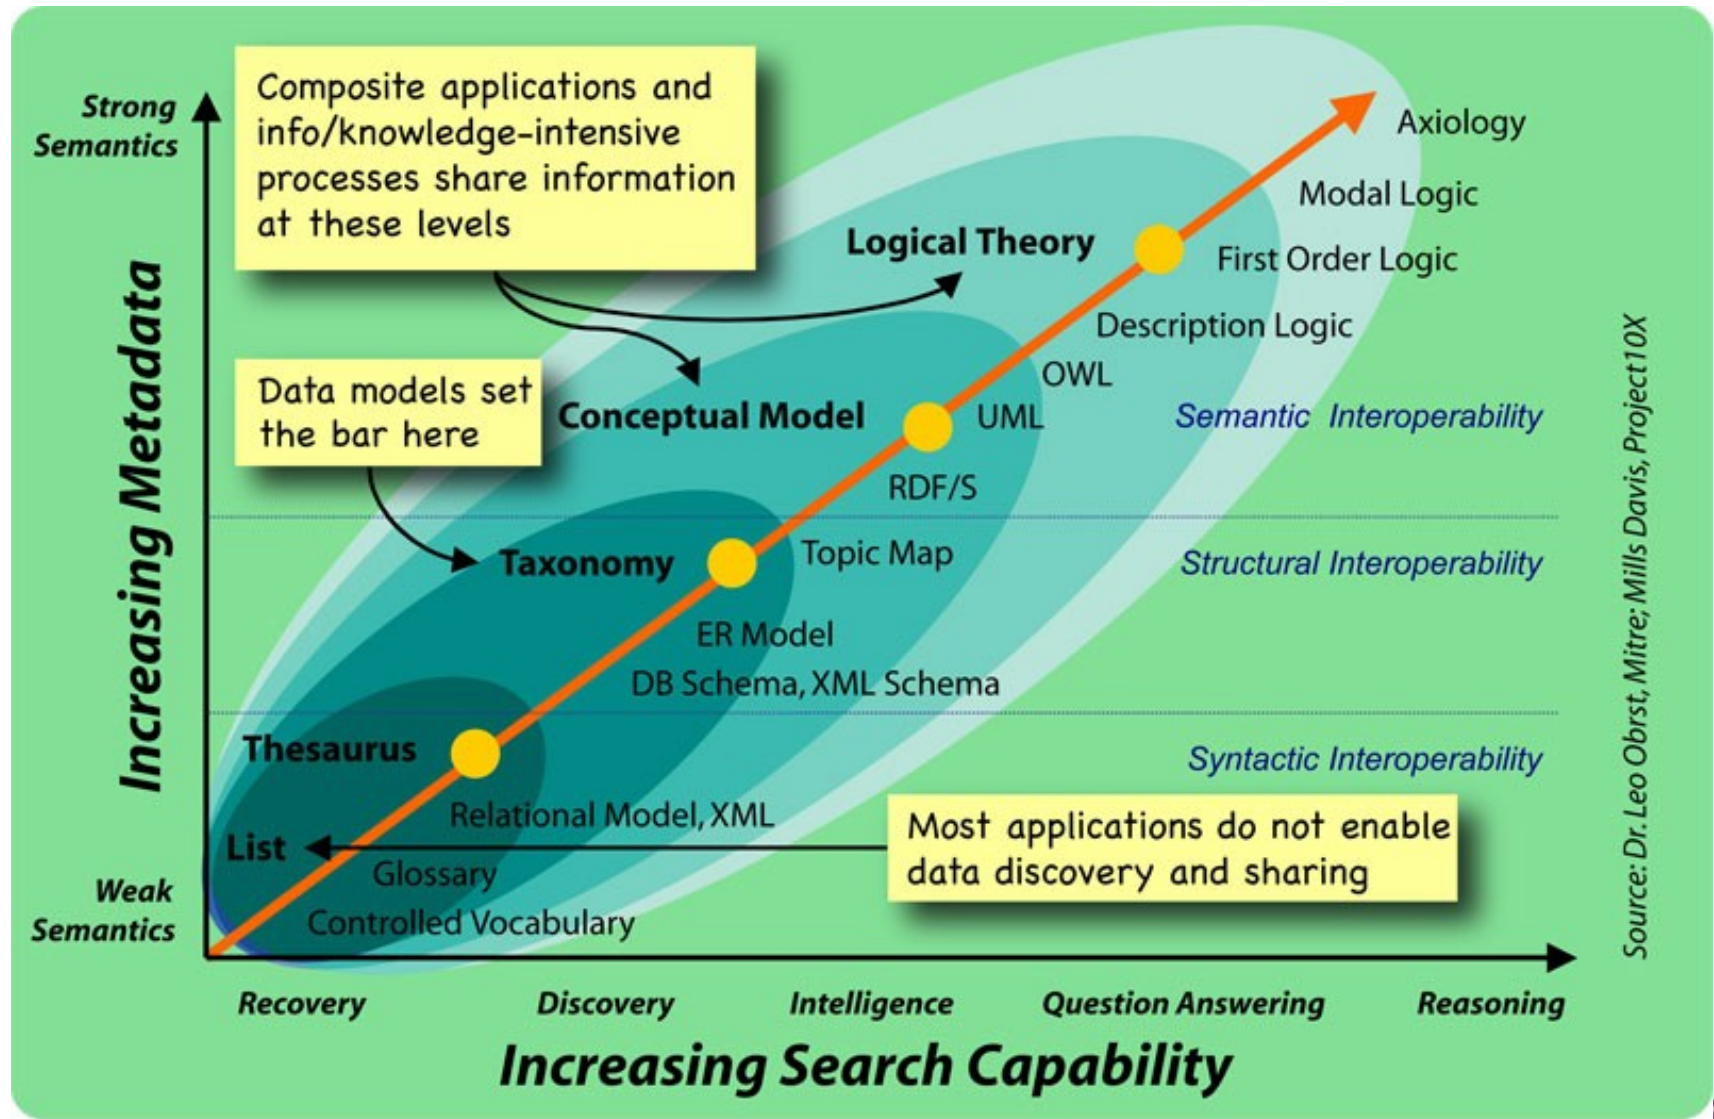 Strong
Semantics
Composite applications and
info/knowledge-intensive
processes share information
at these levels
Axiology
Modal Logic
Logical Theory
First Order Logic
Description Logic
OWL
Data models set
the bar here
Conceptual Model
UML
Semantic Interoperability
RDF/S
Taxonomy
Topic Map
Structural Interoperability
ER Model
DB Schema, XML Schema
Thesaurus
Syntactic Interoperability
Relational Model, XML
List
Most applications do not enable
data discovery and sharing
Glossary
Controlled Vocabulary
Weak
Semantics
Increasing Metadata
Recovery
Discovery
Intelligence
Question Answering
Reasoning
Increasing Search Capability
Source: Dr. Leo Obrst, Mitre; Mills Davis, Project10X